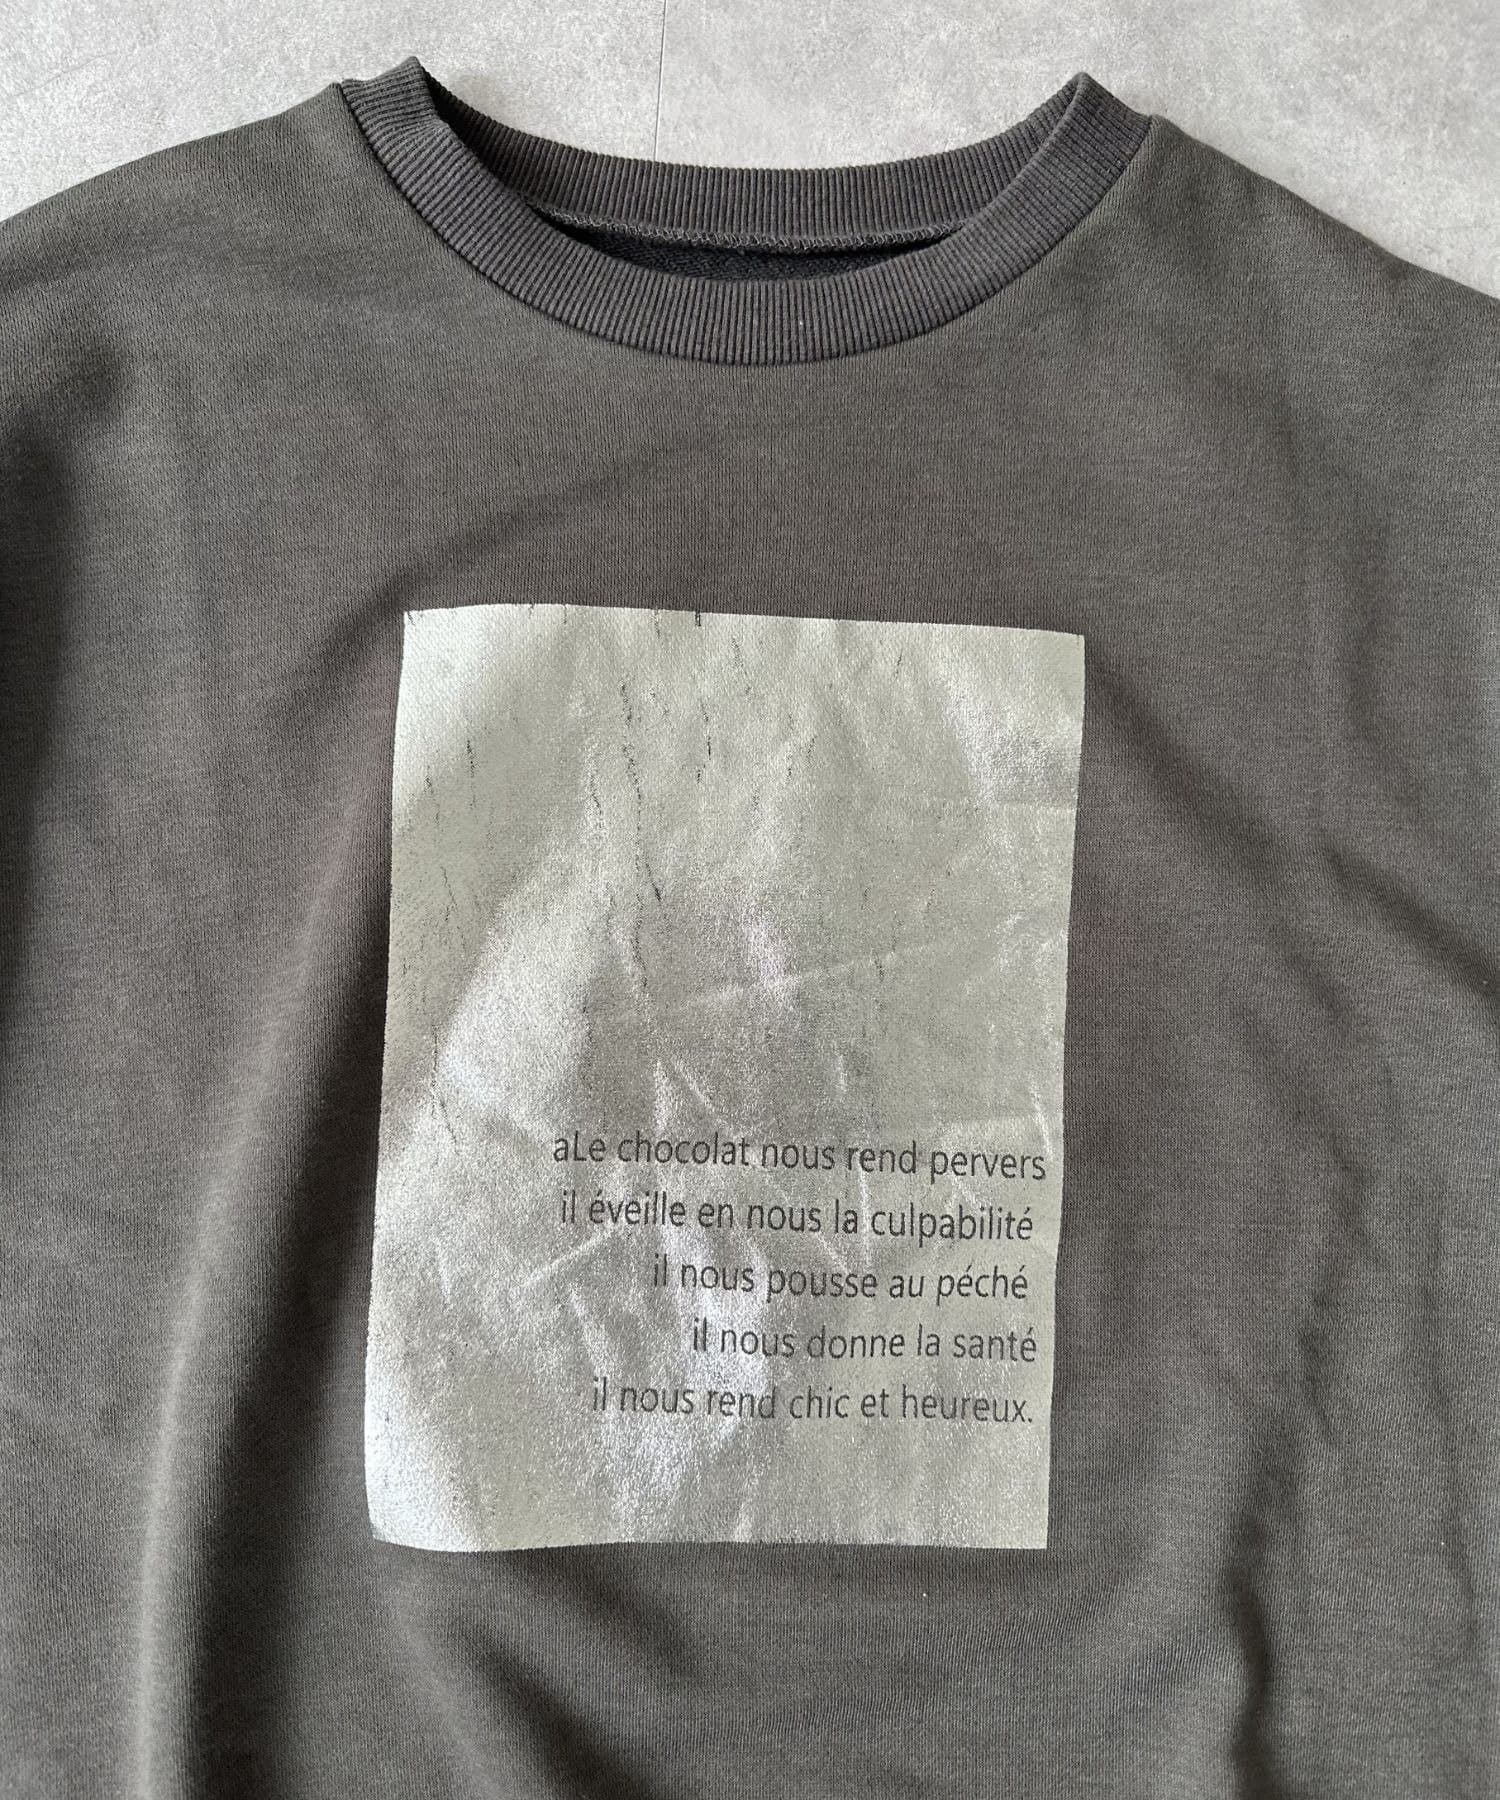 aLe chocolat nous rend pervers
il éveille en nous la culpabilité
il nous pousse au péché
il nous donne la santé
il nous rend chic et heureux.